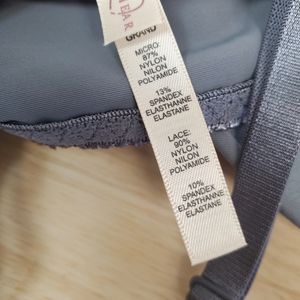 WEAR
GRAND
MICRO:
87%
NYLON
NILON
POLYAMIDE
13%
SPANDEX
ELASTHANNE
ELASTANE
LACE:
90%
NYLON
NILON
POLYAMIDE
10%
SPANDEX
ELASTHANNE
ELASTANE